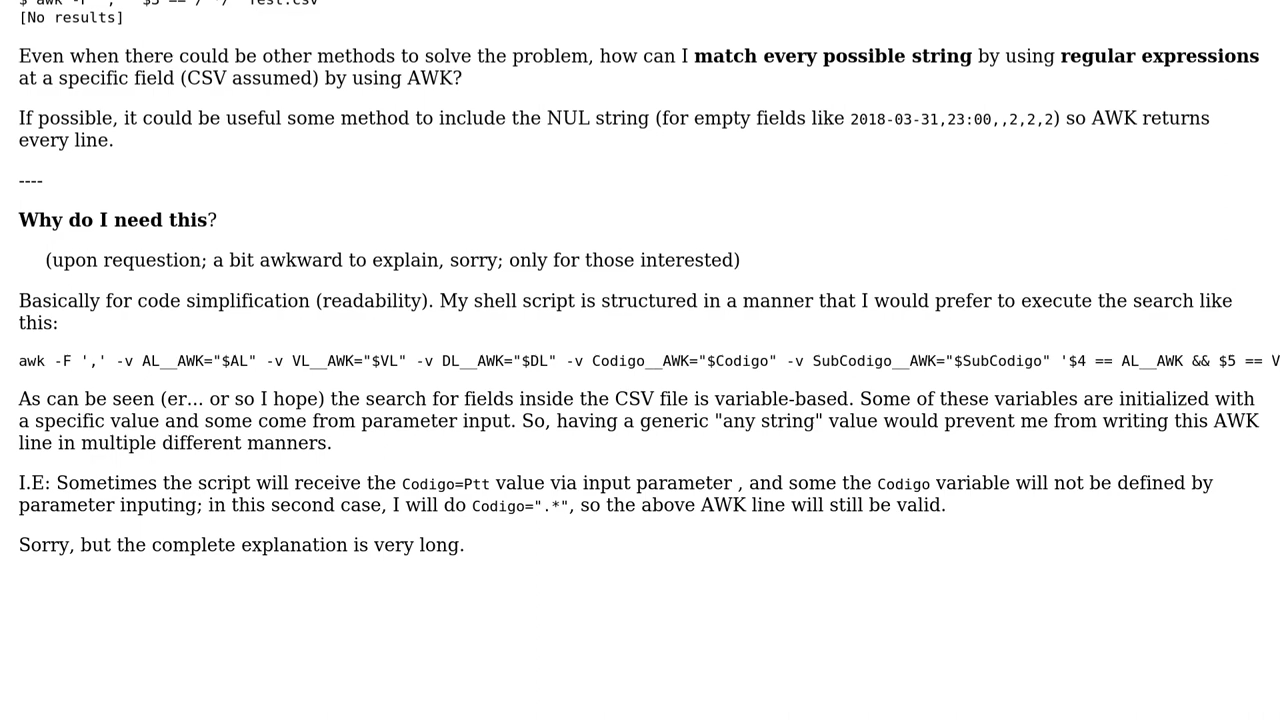 [No results]
Even when there could be other methods to solve the problem, how can I match every possible string by using regular expressions
at a specific field (CSV assumed) by using AWK?
If possible, it could be useful some method to include the NUL string (for empty fields like 2018-03-31,23:00,,2,2,2) so AWK returns
every line.
----
Why do I need this?
(upon requestion; a bit awkward to explain, sorry; only for those interested)
Basically for code simplification (readability). My shell script is structured in a manner that I would prefer to execute the search like
this:
awk -F ',' -v AL__AWK="$AL" -v VL__AWK="$VL" -v DL__AWK="$DL" -v Codigo__AWK="$Codigo" -v SubCodigo__AWK="$SubCodigo" '$4 == AL__AWK && $5 == V
As can be seen (er... or so I hope) the search for fields inside the CSV file is variable-based. Some of these variables are initialized with
a specific value and some come from parameter input. So, having a generic "any string" value would prevent me from writing this AWK
line in multiple different manners.
I.E: Sometimes the script will receive the Codigo=Ptt value via input parameter , and some the Codigo variable will not be defined by
parameter inputing; in this second case, I will do Codigo=".*", so the above AWK line will still be valid.
Sorry, but the complete explanation is very long.